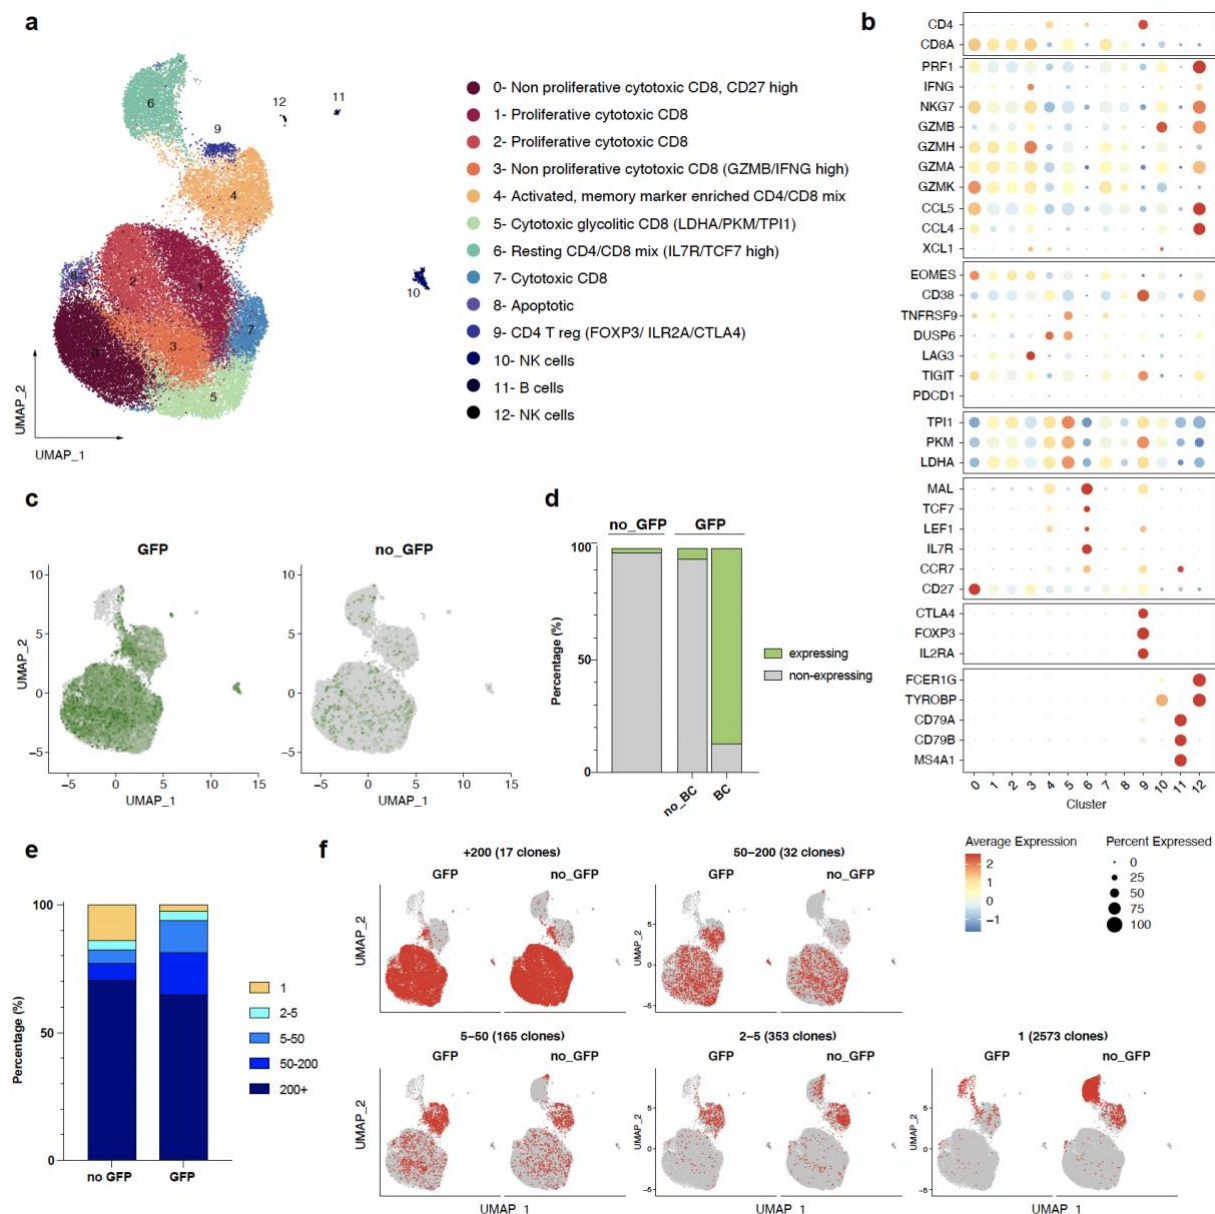 a
6
12
11
9
4
2
1
8
10
7
0
3
5
UMAP_2
UMAP_1
0- Non proliferative cytotoxic CD8, CD27 high
1- Proliferative cytotoxic CD8
2- Proliferative cytotoxic CD8
3- Non proliferative cytotoxic CD8 (GZMB/IFNG high)
4- Activated, memory marker enriched CD4/CD8 mix
5- Cytotoxic glycolitic CD8 (LDHA/PKM/TPI1)
6- Resting CD4/CD8 mix (IL7R/TCF7 high)
7- Cytotoxic CD8
8- Apoptotic
9- CD4 T reg (FOXP3/ ILR2A/CTLA4)
10- NK cells
11- B cells
12- NK cells
b
CD4
CD8A
PRF1
IFNG
NKG7
GZMB
GZMH
GZMA
GZMK
CCL5
CCL4
XCL1
EOMES
CD38
TNFRSF9
DUSP6
LAG3
TIGIT
PDCD1
TPI1
PKM
LDHA
MAL
TCF7
LEF1
IL7R
CCR7
CD27
CTLA4
FOXP3
IL2RA
FCER1G
TYROBP
CD79A
CD79B
MS4A1
0 1 2 3 4 5 6 7 8 9 10 11 12
Cluster
Average Expression
2
1
0
−1
Percent Expressed
0
25
50
75
100
c
GFP
no_GFP
UMAP_2
10
5
0
−5
−5 0 5 10 15
UMAP_1
10
5
0
−5
−5 0 5 10 15
UMAP_1
d
no_GFP
GFP
Percentage (%)
100
50
0
no_BC
BC
expressing
non-expressing
e
Percentage (%)
100
50
0
no GFP
GFP
1
2-5
5-50
50-200
200+
f
+200 (17 clones)
GFP
no_GFP
UMAP_2
50−200 (32 clones)
GFP
no_GFP
UMAP_2
5
0
−5
5−50 (165 clones)
GFP
no_GFP
UMAP_2
2−5 (353 clones)
GFP
no_GFP
UMAP_2
5
0
−5
1 (2573 clones)
GFP
no_GFP
UMAP_2
5
0
−5
UMAP_1
UMAP_1
UMAP_1